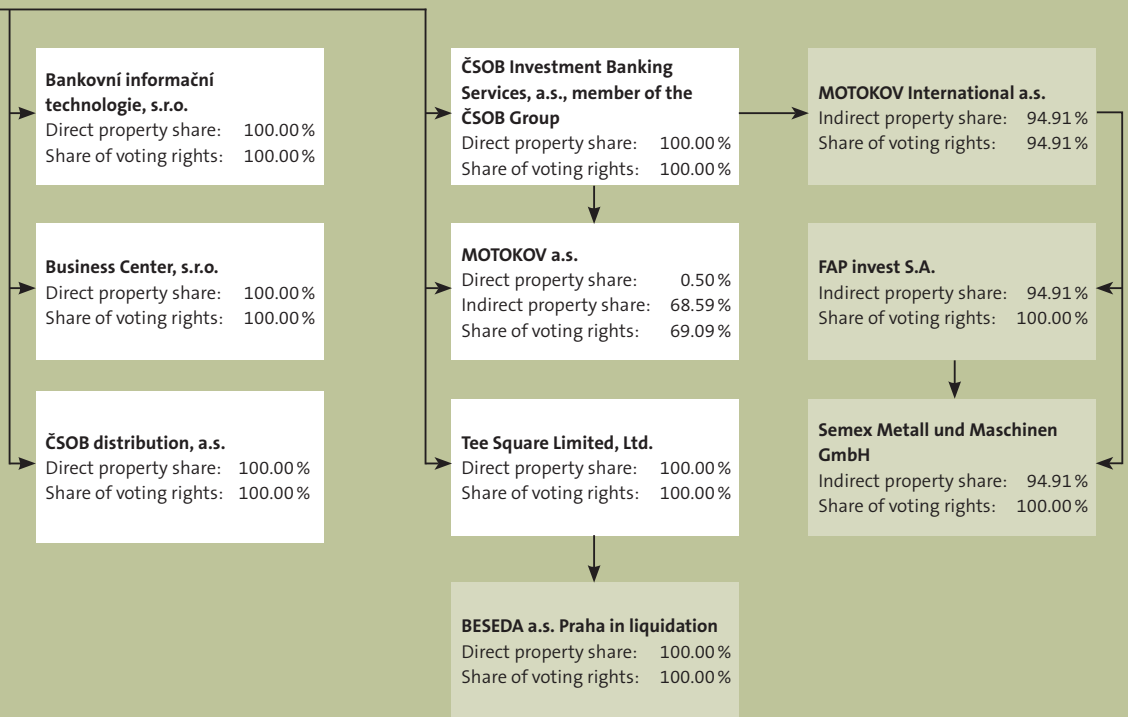 Bankovní informační
technologie, s.r.o.
Direct property share: 100.00 %
Share of voting rights: 100.00 %
Business Center, s.r.o.
Direct property share: 100.00 %
Share of voting rights: 100.00 %
ČSOB distribution, a.s.
Direct property share: 100.00 %
Share of voting rights: 100.00 %
ČSOB Investment Banking
Services, a.s., member of the
ČSOB Group
Direct property share: 100.00 %
Share of voting rights: 100.00 %
MOTOKOV a.s.
Direct property share: 0.50 %
Indirect property share: 68.59 %
Share of voting rights: 69.09 %
Tee Square Limited, Ltd.
Direct property share: 100.00 %
Share of voting rights: 100.00 %
BESEDA a.s. Praha in liquidation
Direct property share: 100.00 %
Share of voting rights: 100.00 %
MOTOKOV International a.s.
Indirect property share: 94.91 %
Share of voting rights: 94.91 %
FAP invest S.A.
Indirect property share: 94.91 %
Share of voting rights: 100.00 %
Semex Metall und Maschinen
GmbH
Indirect property share: 94.91 %
Share of voting rights: 100.00 %